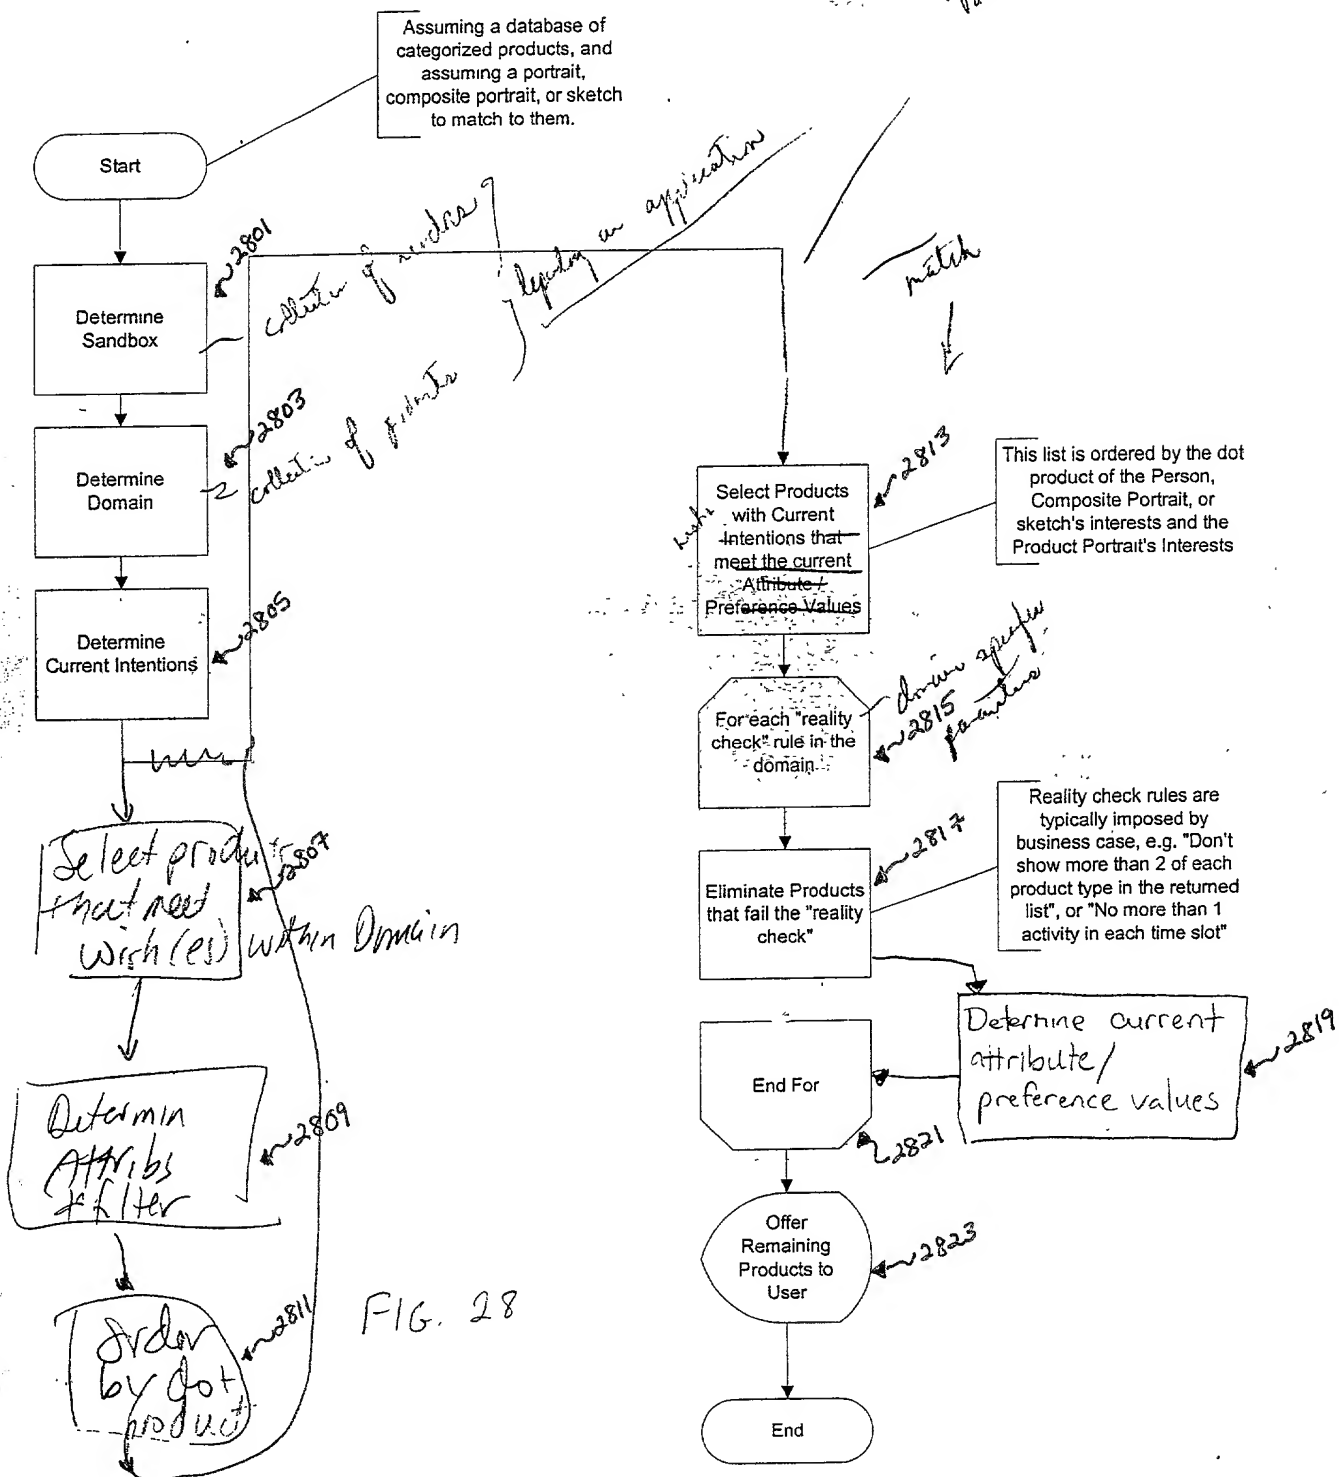 Assuming a database of
categorized products, and
assuming a portrait,
composite portrait, or sketch
to match to them.
Start
2801
Determine
Sandbox
collection of vendors
depending on application
2803
Determine
Domain
collection of products
2805
Determine
Current Intentions
Select products
that meet
wish(es) within Domain
2807
Determin
Attribs
& filter
2809
Order
by dot
product
2811
FIG. 28
match
2813
Select Products
with Current
Intentions that
meet the current
Attribute /
Preference Values
This list is ordered by the dot
product of the Person,
Composite Portrait, or
sketch's interests and the
Product Portrait's Interests
domain specific
parameters
2815
For each "reality
check" rule in the
domain
2817
Eliminate Products
that fail the "reality
check"
Reality check rules are
typically imposed by
business case, e.g. "Don't
show more than 2 of each
product type in the returned
list", or "No more than 1
activity in each time slot"
Determine current
attribute/
preference values
2819
End For
2821
Offer
Remaining
Products to
User
2823
End